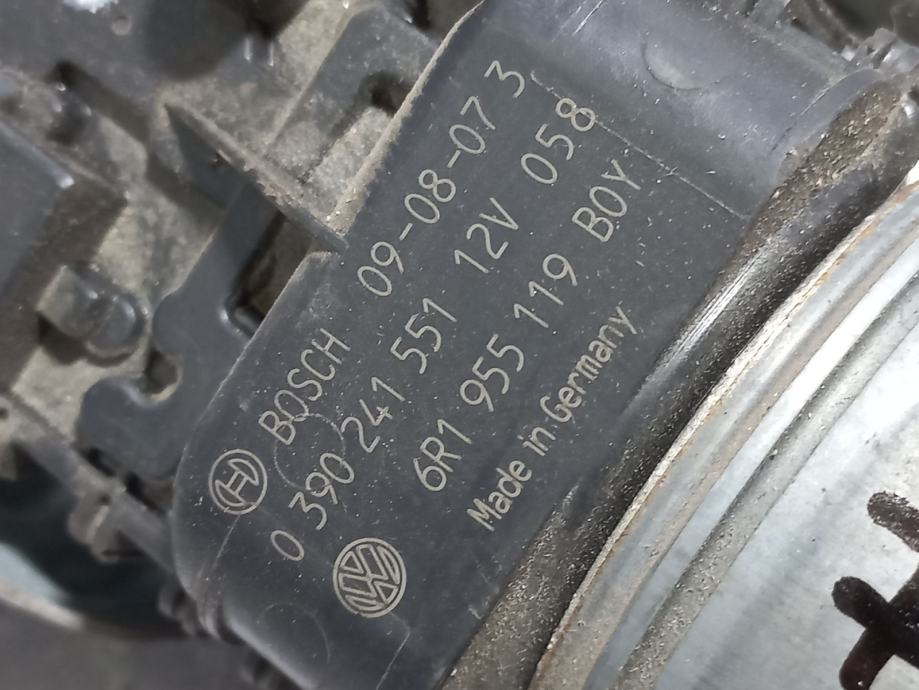 BOSCH 09-08-07 3
0 390 241 551 12V 058
6R1 955 119 B0Y
Made in Germany